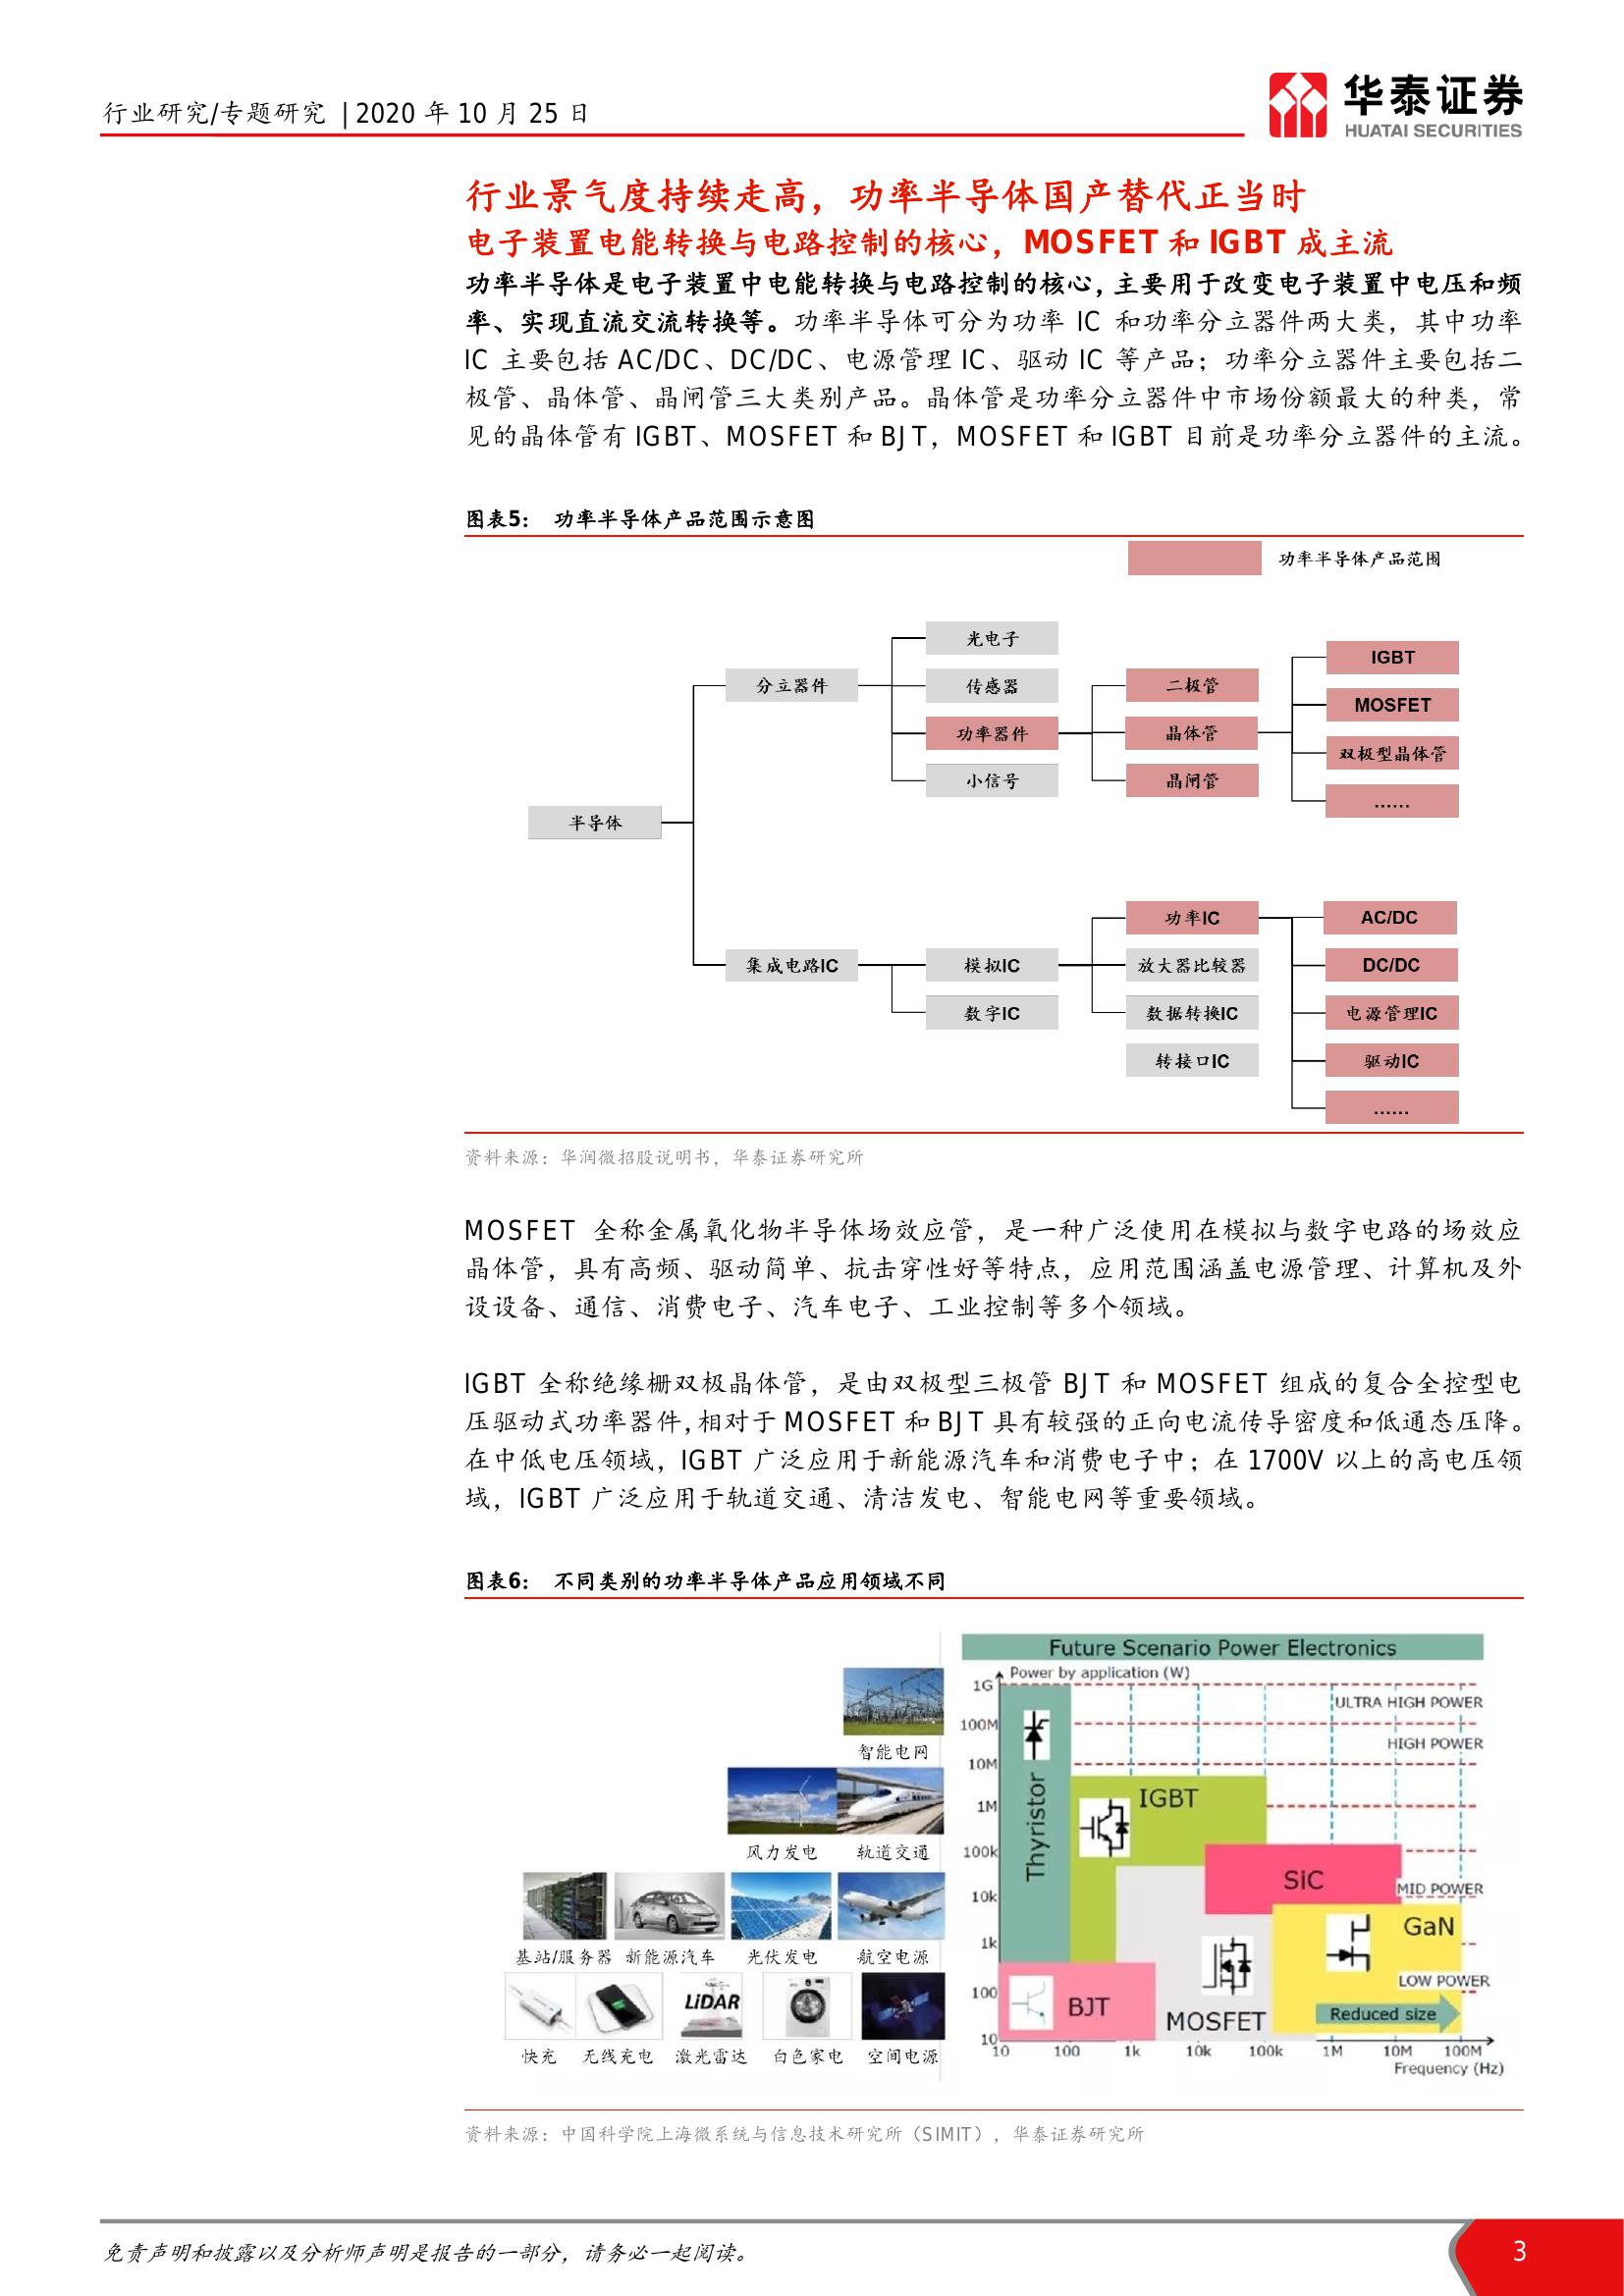 行业研究/专题研究 | 2020 年 10 月 25 日
华泰证券
HUATAI SECURITIES
行业景气度持续走高，功率半导体国产替代正当时
电子装置电能转换与电路控制的核心，MOSFET 和 IGBT 成主流
功率半导体是电子装置中电能转换与电路控制的核心，主要用于改变电子装置中电压和频
率、实现直流交流转换等。功率半导体可分为功率 IC 和功率分立器件两大类，其中功率
IC 主要包括 AC/DC、DC/DC、电源管理 IC、驱动 IC 等产品；功率分立器件主要包括二
极管、晶体管、晶闸管三大类别产品。晶体管是功率分立器件中市场份额最大的种类，常
见的晶体管有 IGBT、MOSFET 和 BJT，MOSFET 和 IGBT 目前是功率分立器件的主流。
图表5： 功率半导体产品范围示意图
功率半导体产品范围
光电子
IGBT
分立器件
传感器
二极管
MOSFET
功率器件
晶体管
双极型晶体管
小信号
晶闸管
......
半导体
功率IC
AC/DC
集成电路IC
模拟IC
放大器比较器
DC/DC
数字IC
数据转换IC
电源管理IC
转接口IC
驱动IC
......
资料来源：华润微招股说明书，华泰证券研究所
MOSFET 全称金属氧化物半导体场效应管，是一种广泛使用在模拟与数字电路的场效应
晶体管，具有高频、驱动简单、抗击穿性好等特点，应用范围涵盖电源管理、计算机及外
设设备、通信、消费电子、汽车电子、工业控制等多个领域。
IGBT 全称绝缘栅双极晶体管，是由双极型三极管 BJT 和 MOSFET 组成的复合全控型电
压驱动式功率器件，相对于 MOSFET 和 BJT 具有较强的正向电流传导密度和低通态压降。
在中低电压领域，IGBT 广泛应用于新能源汽车和消费电子中；在 1700V 以上的高电压领
域，IGBT 广泛应用于轨道交通、清洁发电、智能电网等重要领域。
图表6： 不同类别的功率半导体产品应用领域不同
智能电网
风力发电 轨道交通
基站/服务器 新能源汽车 光伏发电 航空电源
LiDAR
快充 无线充电 激光雷达 白色家电 空间电源
Future Scenario Power Electronics
Power by application (W)
1G
ULTRA HIGH POWER
100M
HIGH POWER
10M
IGBT
1M
Thyristor
100k
SiC
MID POWER
10k
GaN
1k
LOW POWER
100
BJT
MOSFET
Reduced size
10
10 100 1k 10k 100k 1M 10M 100M
Frequency (Hz)
资料来源：中国科学院上海微系统与信息技术研究所（SIMIT），华泰证券研究所
免责声明和披露以及分析师声明是报告的一部分，请务必一起阅读。
3